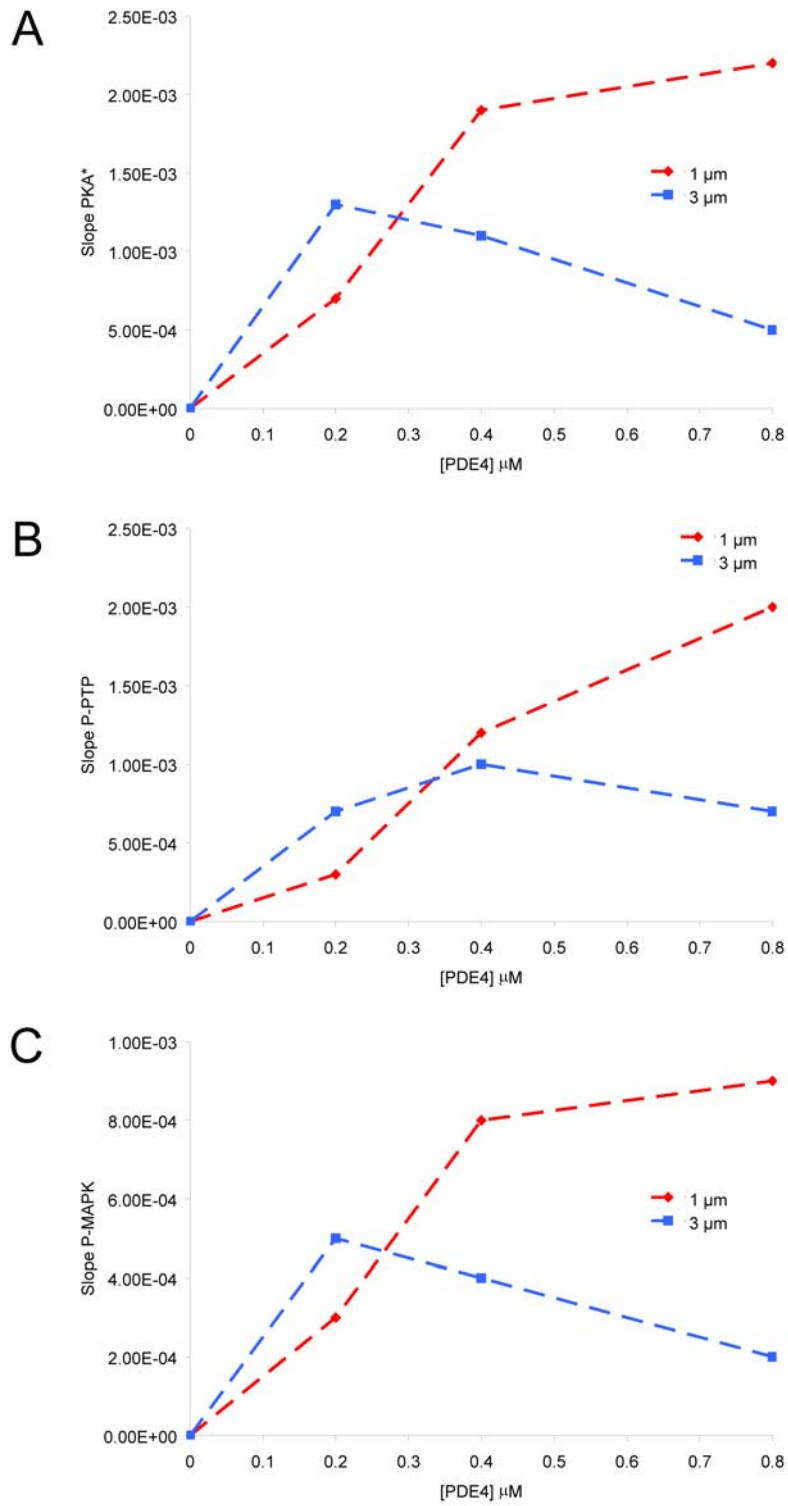 A
2.50E-03
2.00E-03
1.50E-03
1.00E-03
5.00E-04
0.00E+00
Slope PKA*
1 µm
3 µm
0 0.1 0.2 0.3 0.4 0.5 0.6 0.7 0.8
[PDE4] µM
B
2.50E-03
2.00E-03
1.50E-03
1.00E-03
5.00E-04
0.00E+00
Slope P-PTP
1 µm
3 µm
0 0.1 0.2 0.3 0.4 0.5 0.6 0.7 0.8
[PDE4] µM
C
1.00E-03
8.00E-04
6.00E-04
4.00E-04
2.00E-04
0.00E+00
Slope P-MAPK
1 µm
3 µm
0 0.1 0.2 0.3 0.4 0.5 0.6 0.7 0.8
[PDE4] µM